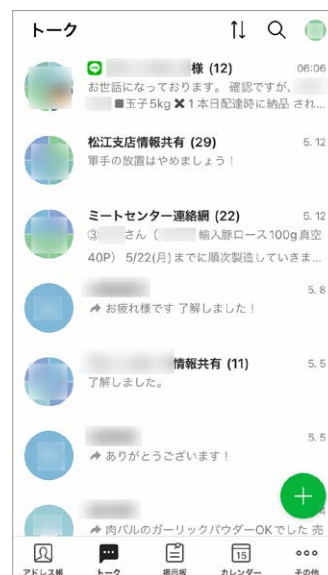 トーク
様 (12)
06:06
お世話になっております。 確認ですが、
■玉子5kg ✖ 1 本日配達時に納品 され...
松江支店情報共有 (29)
5. 12
軍手の放置はやめましょう！
ミートセンター連絡網 (22)
5. 12
③ さん（ 輸入豚ロース100g真空
40P） 5/22(月)までに順次製造していきま...
5. 8
お疲れ様です 了解しました！
情報共有 (11)
5. 5
了解しました。
5. 5
ありがとうございます！
肉バルのガーリックパウダーOKでした 売
アドレス帳
トーク
掲示板
15
カレンダー
その他